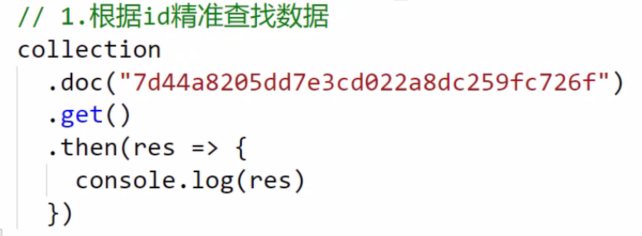 // 1.根据id精准查找数据
collection
.doc("7d44a8205dd7e3cd022a8dc259fc726f")
.get()
.then(res => {
console.log(res)
})